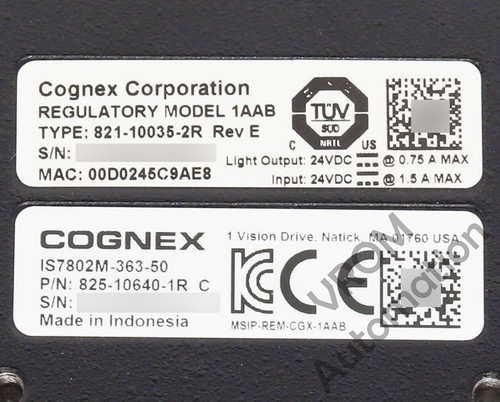 Cognex Corporation
REGULATORY MODEL 1AAB
TYPE: 821-10035-2R Rev E
S/N:
MAC: 00D0245C9AE8
TÜV
SÜD
C NRTL US
Light Output: 24VDC @ 0.75 A MAX
Input: 24VDC @ 1.5 A MAX
COGNEX
1 Vision Drive, Natick, MA 01760 USA
IS7802M-363-50
P/N: 825-10640-1R C
S/N:
Made in Indonesia
CE
MSIP-REM-CGX-1AAB
VROM
Automation